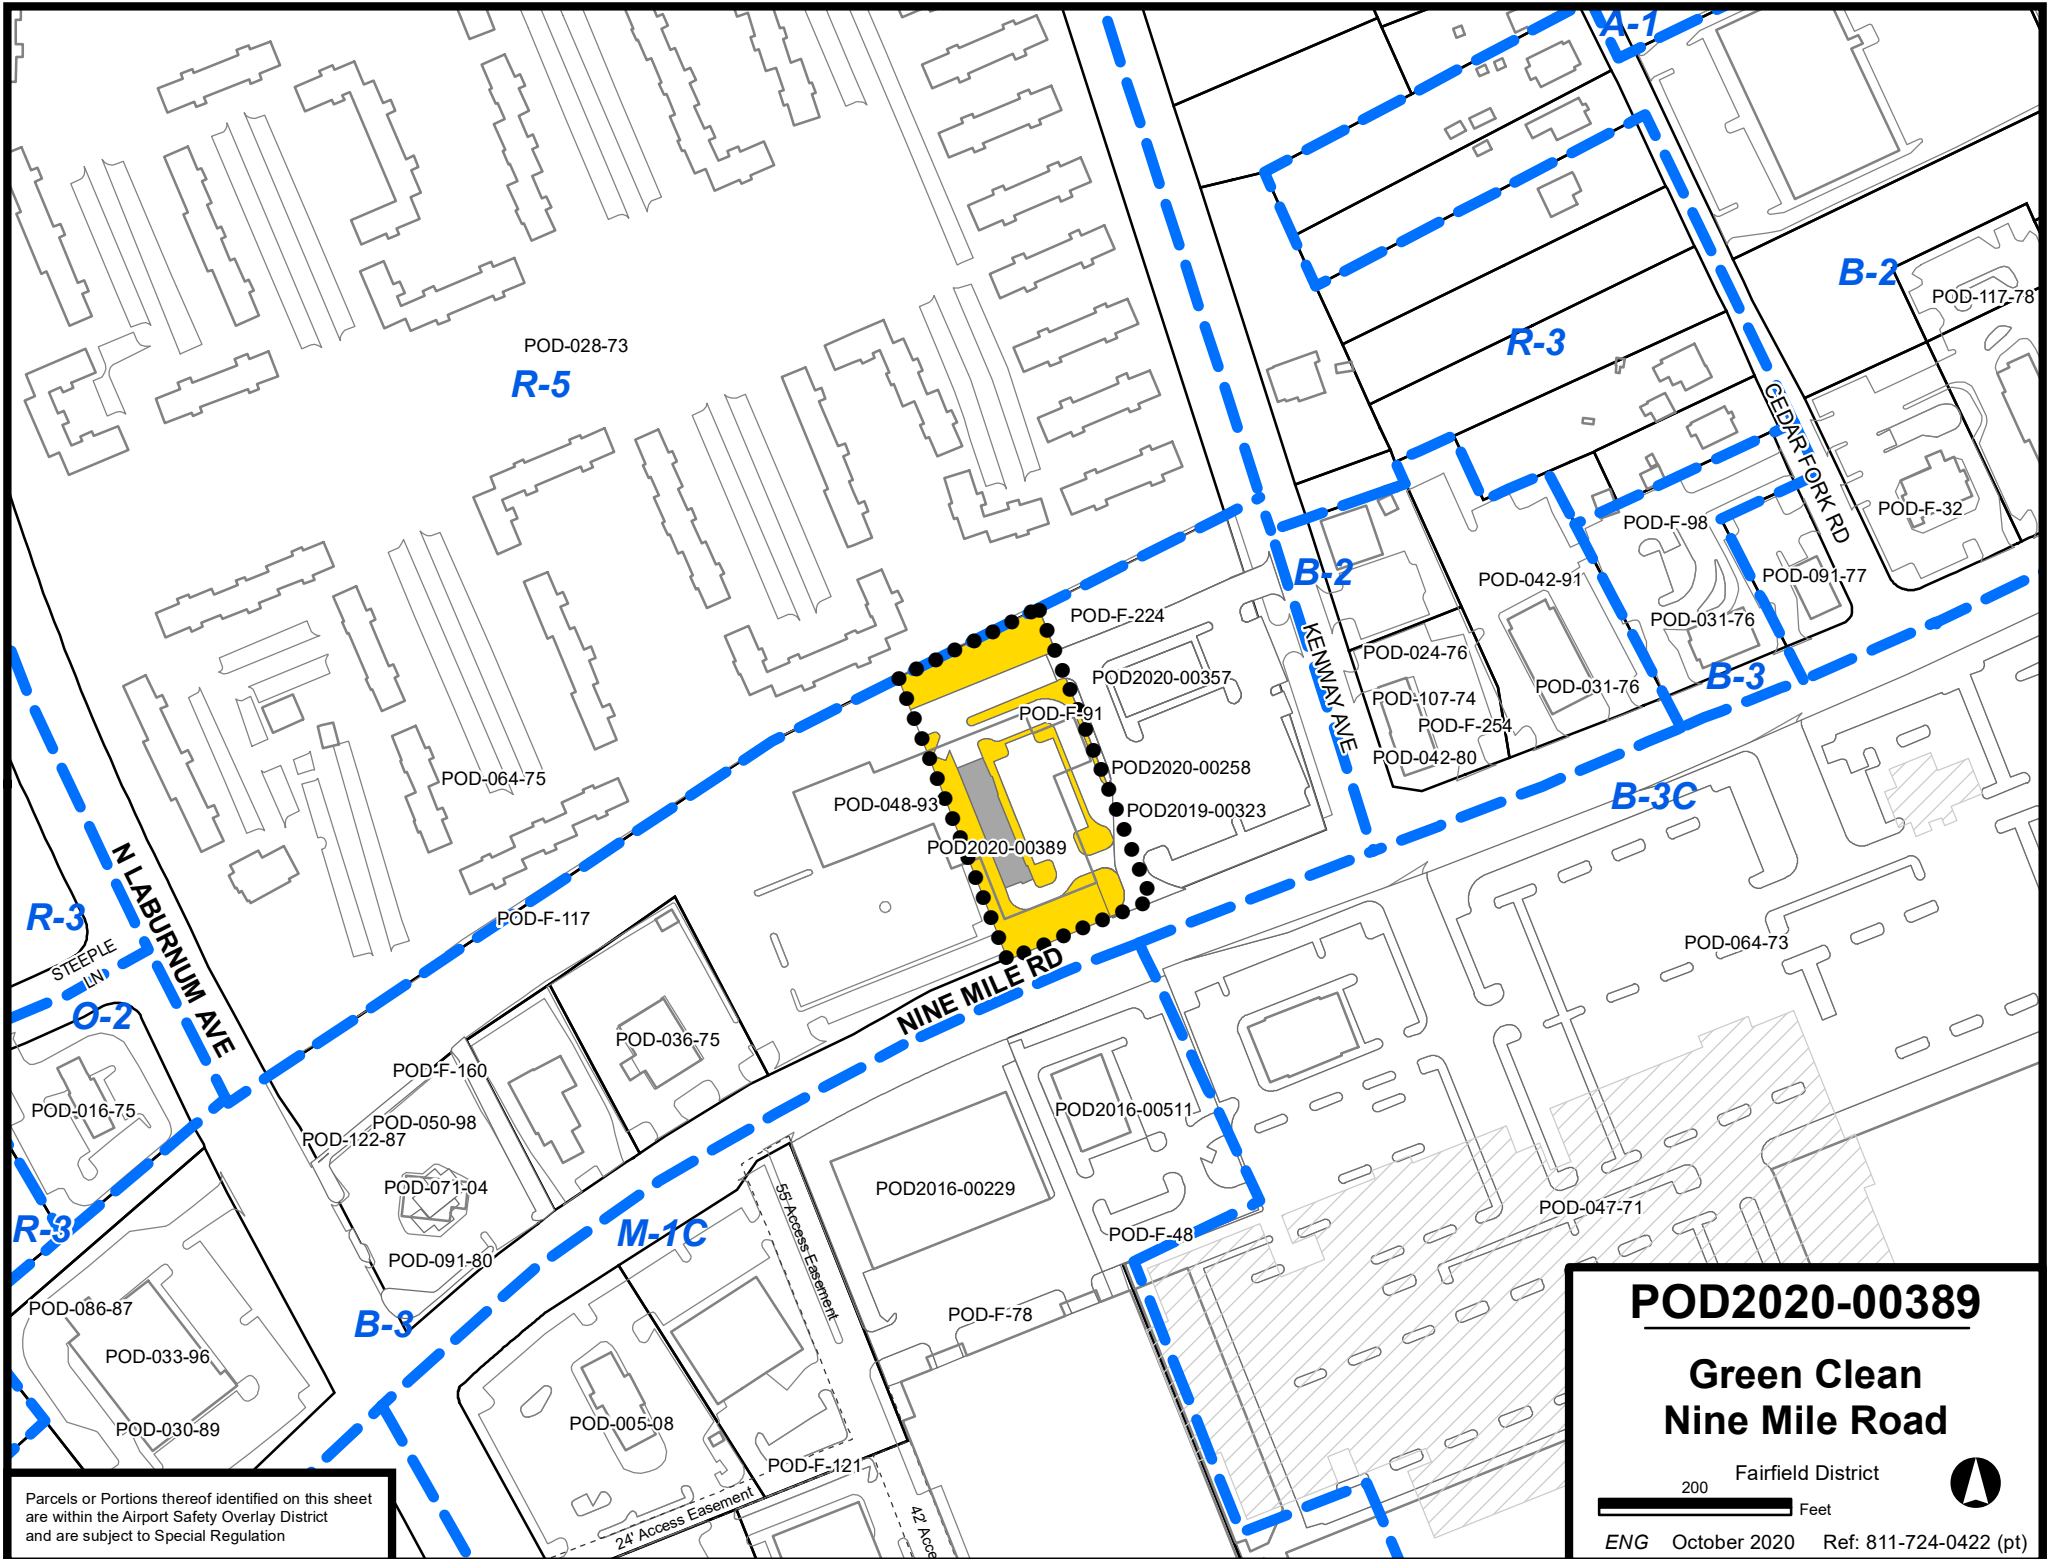 A-1
B-2
POD-117-78
POD-028-73
R-5
R-3
CEDAR FORK RD
POD-F-32
POD-F-98
B-2
POD-042-91
POD-091-77
POD-F-224
POD-031-76
KENWAY AVE
POD-024-76
POD2020-00357
B-3
POD-031-76
POD-107-74
POD-F-91
POD-F-254
POD-042-80
POD2020-00258
POD-064-75
B-3C
POD-048-93
POD2019-00323
POD2020-00389
N LABURNUM AVE
R-3
POD-F-117
STEEPLE LN
POD-064-73
NINE MILE RD
O-2
POD-036-75
POD-F-160
POD-016-75
POD-050-98
POD2016-00511
POD-122-87
POD-071-04
POD2016-00229
55' Access Easement
POD-047-71
R-3
M-1C
POD-F-48
POD-091-80
POD-086-87
POD-F-78
B-3
POD-033-96
POD-005-08
POD-030-89
POD-F-121
24' Access Easement
42' Acce
Parcels or Portions thereof identified on this sheet
are within the Airport Safety Overlay District
and are subject to Special Regulation
POD2020-00389
Green Clean
Nine Mile Road
Fairfield District
200
Feet
ENG October 2020 Ref: 811-724-0422 (pt)